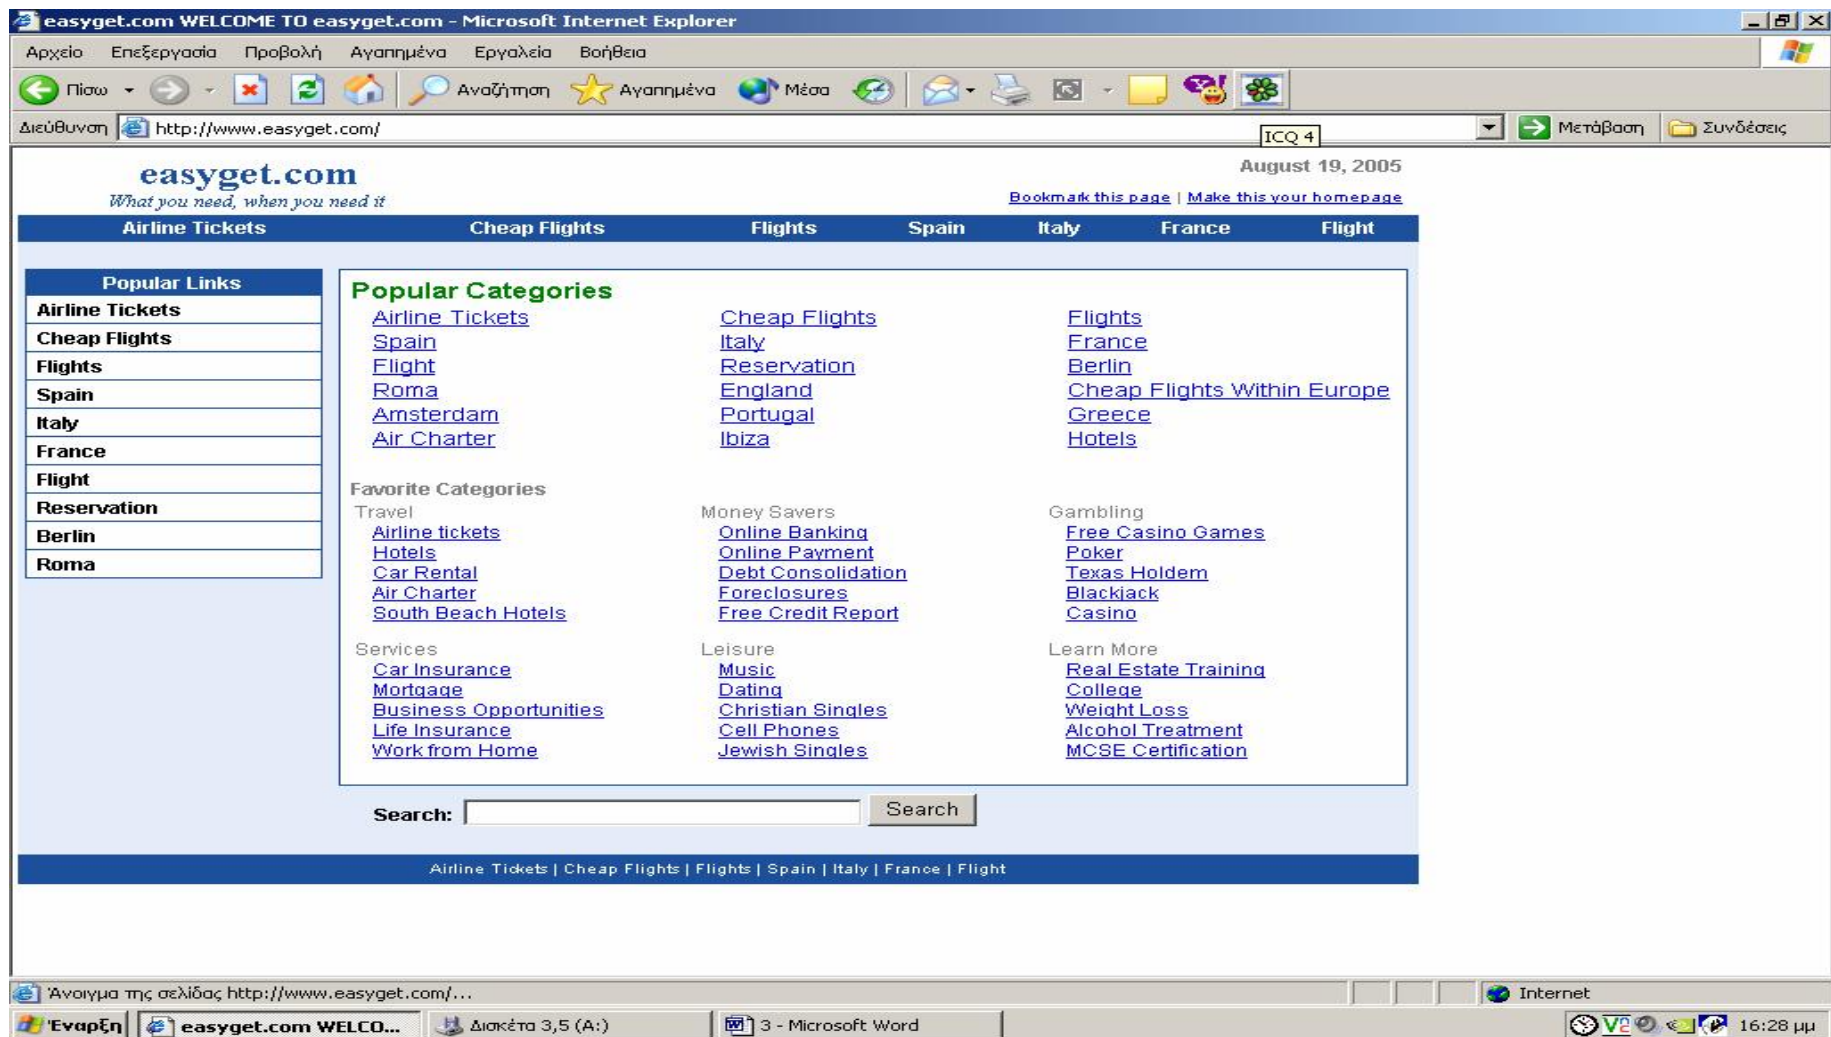 easyget.com WELCOME TO easyget.com - Microsoft Internet Explorer
Αρχείο Επεξεργασία Προβολή Αγαπημένα Εργαλεία Βοήθεια
Πίσω Αναζήτηση Αγαπημένα Μέσα
Διεύθυνση http://www.easyget.com/ Μετάβαση Συνδέσεις
ICQ 4
easyget.com
What you need, when you need it
August 19, 2005
Bookmark this page | Make this your homepage
Airline Tickets Cheap Flights Flights Spain Italy France Flight
Popular Links
Airline Tickets
Cheap Flights
Flights
Spain
Italy
France
Flight
Reservation
Berlin
Roma
Popular Categories
Airline Tickets Cheap Flights Flights
Spain Italy France
Flight Reservation Berlin
Roma England Cheap Flights Within Europe
Amsterdam Portugal Greece
Air Charter Ibiza Hotels
Favorite Categories
Travel Money Savers Gambling
Airline tickets Online Banking Free Casino Games
Hotels Online Payment Poker
Car Rental Debt Consolidation Texas Holdem
Air Charter Foreclosures Blackjack
South Beach Hotels Free Credit Report Casino
Services Leisure Learn More
Car Insurance Music Real Estate Training
Mortgage Dating College
Business Opportunities Christian Singles Weight Loss
Life Insurance Cell Phones Alcohol Treatment
Work from Home Jewish Singles MCSE Certification
Search: Search
Airline Tickets | Cheap Flights | Flights | Spain | Italy | France | Flight
Άνοιγμα της σελίδας http://www.easyget.com/... Internet
Έναρξη easyget.com WELCO... Δισκέτα 3,5 (A:) 3 - Microsoft Word 16:28 μμ